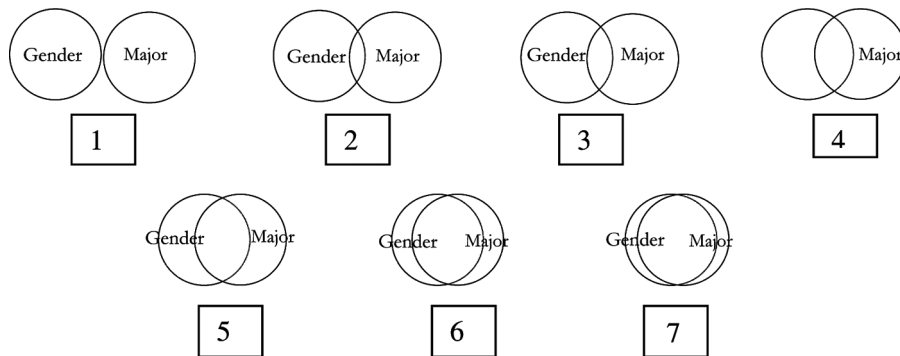 Gender Major Gender Major Gender Major Major
1 2 3 4
Gender Major Gender Major Gender Major
5 6 7